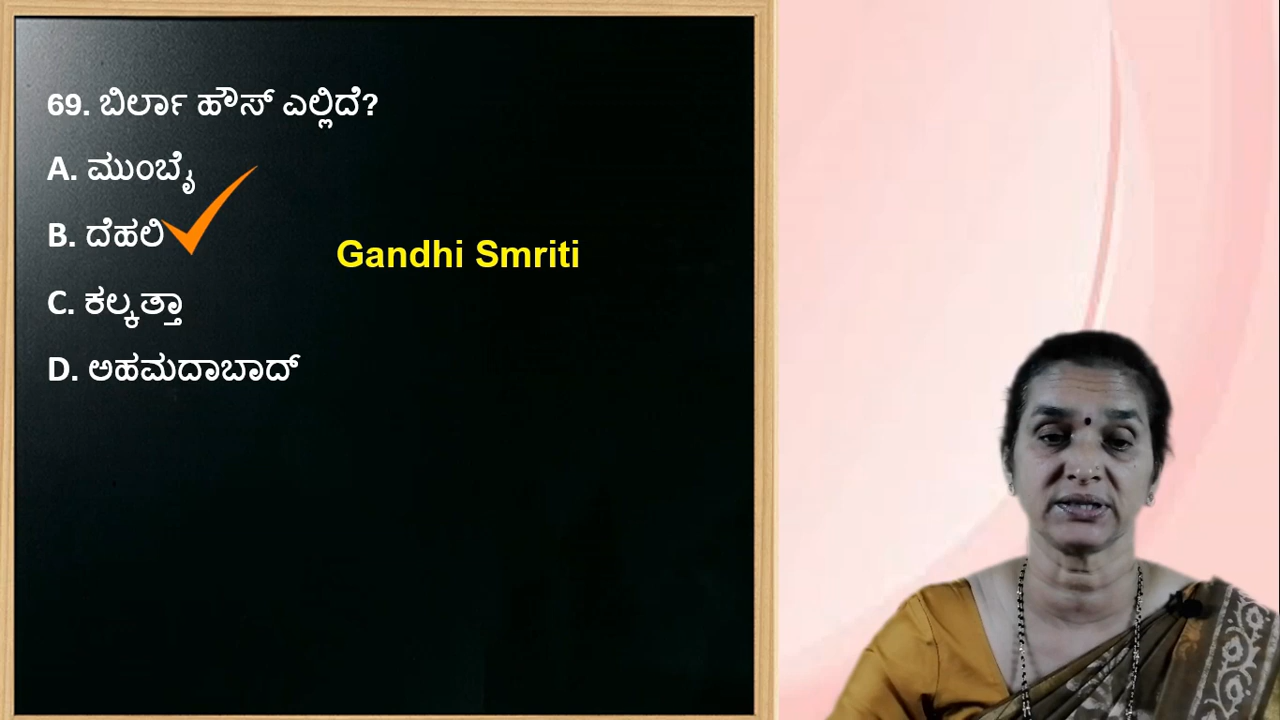 69. ಬಿರ್ಲಾ ಹೌಸ್ ಎಲ್ಲಿದೆ?
A. ಮುಂಬೈ
B. ದೆಹಲಿ
Gandhi Smriti
C. ಕಲ್ಕತ್ತಾ
D. ಅಹಮದಾಬಾದ್